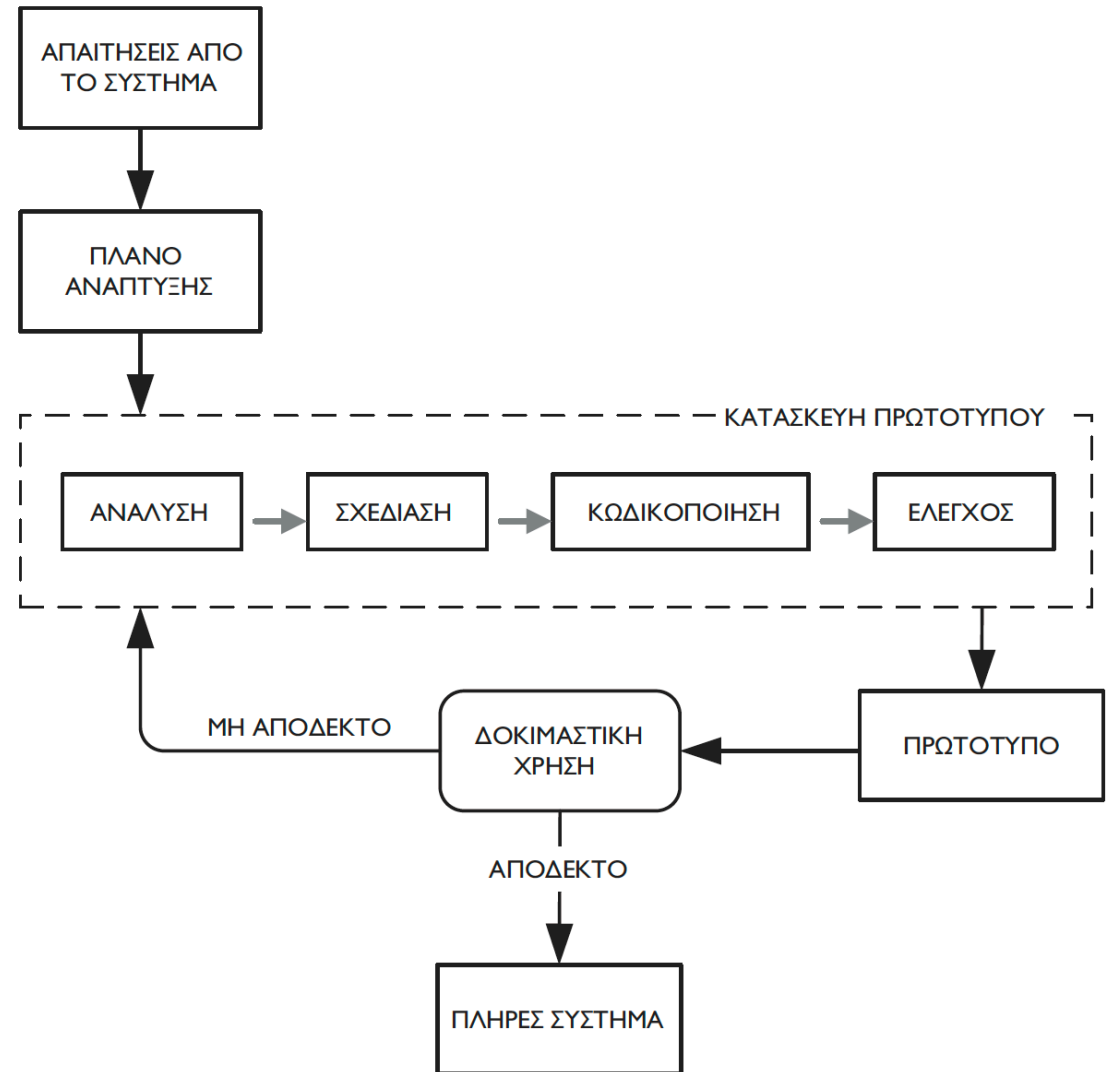 ΑΠΑΙΤΗΣΕΙΣ ΑΠΟ
ΤΟ ΣΥΣΤΗΜΑ
ΠΛΑΝΟ
ΑΝΑΠΤΥΞΗΣ
ΚΑΤΑΣΚΕΥΗ ΠΡΩΤΟΤΥΠΟΥ
ΑΝΑΛΥΣΗ
ΣΧΕΔΙΑΣΗ
ΚΩΔΙΚΟΠΟΙΗΣΗ
ΕΛΕΓΧΟΣ
ΜΗ ΑΠΟΔΕΚΤΟ
ΔΟΚΙΜΑΣΤΙΚΗ
ΧΡΗΣΗ
ΠΡΩΤΟΤΥΠΟ
ΑΠΟΔΕΚΤΟ
ΠΛΗΡΕΣ ΣΥΣΤΗΜΑ